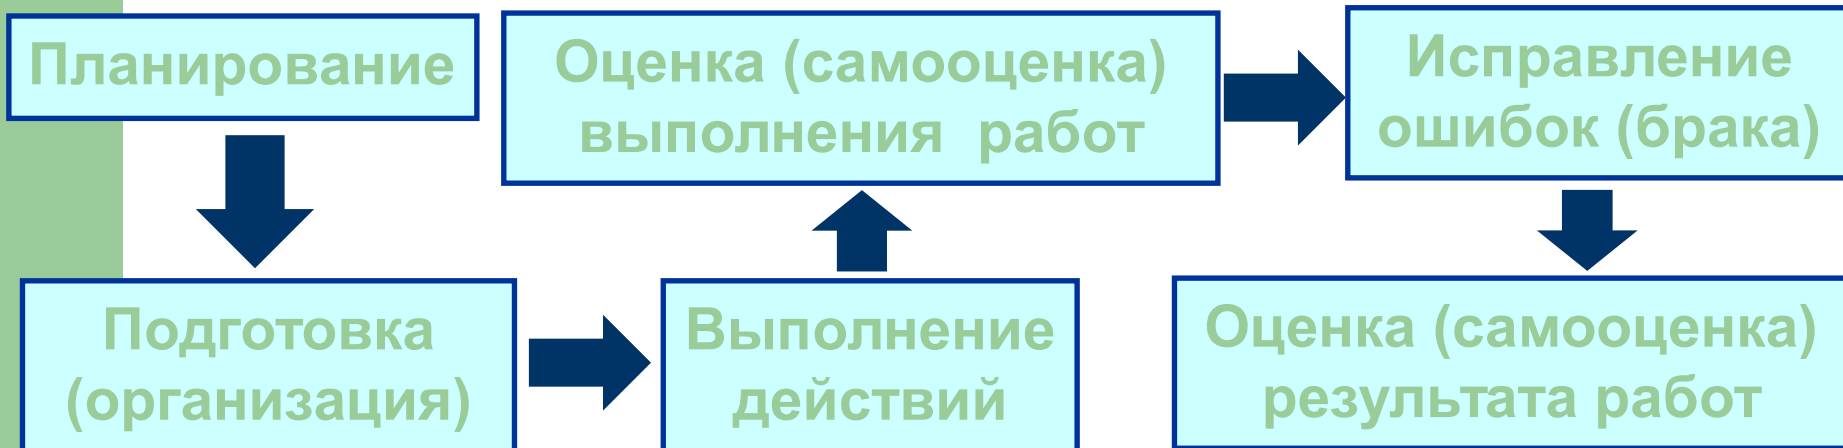 Планирование
Подготовка
(организация)
Выполнение
действий
Оценка (самооценка)
выполнения работ
Исправление
ошибок (брака)
Оценка (самооценка)
результата работ